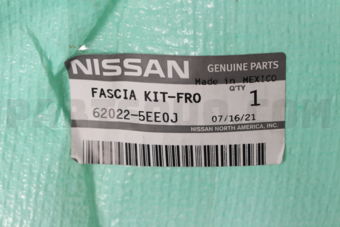 NISSAN GENUINE PARTS
Made in MEXICO
FASCIA KIT-FRO Q'TY 1
62022-5EE0J 07/16/21
NISSAN NORTH AMERICA, INC.